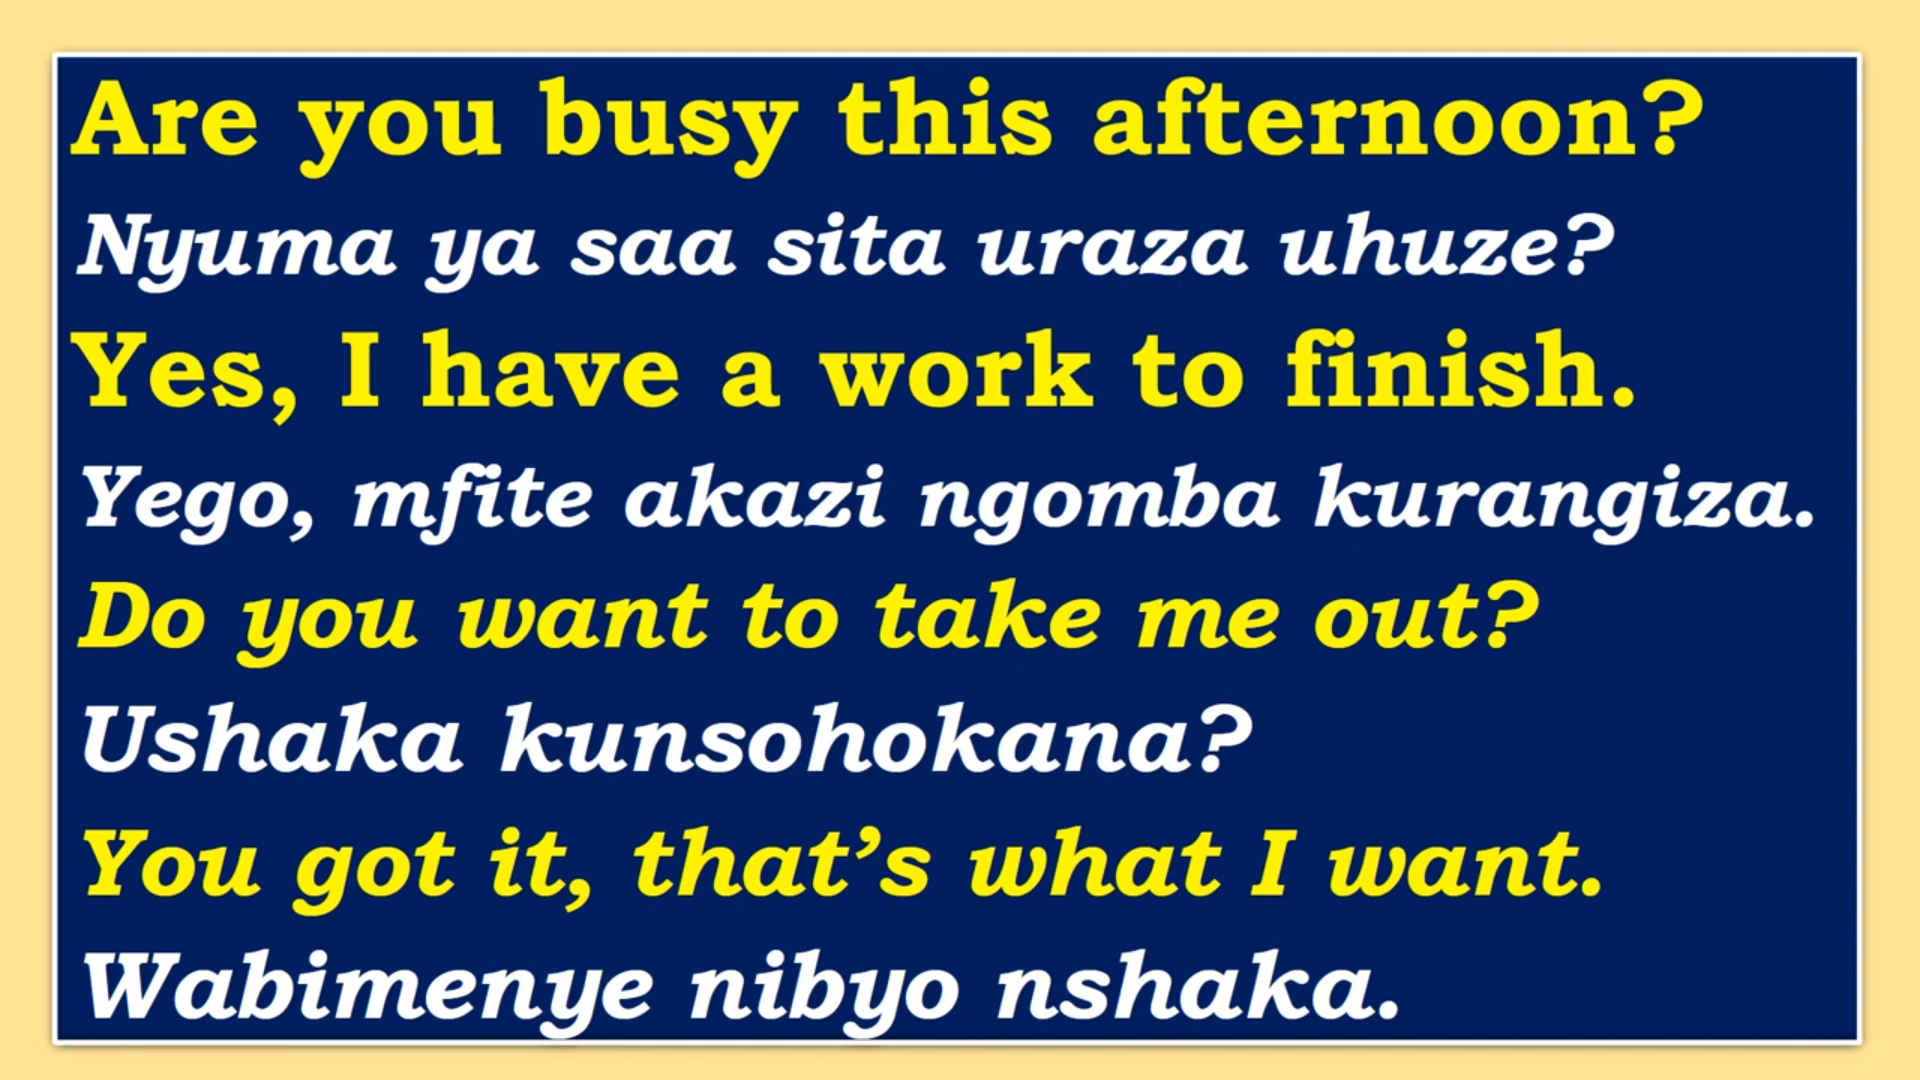 Are you busy this afternoon?
Nyuma ya saa sita uraza uhuze?
Yes, I have a work to finish.
Yego, mfite akazi ngomba kurangiza.
Do you want to take me out?
Ushaka kunsohokana?
You got it, that’s what I want.
Wabimenye nibyo nshaka.